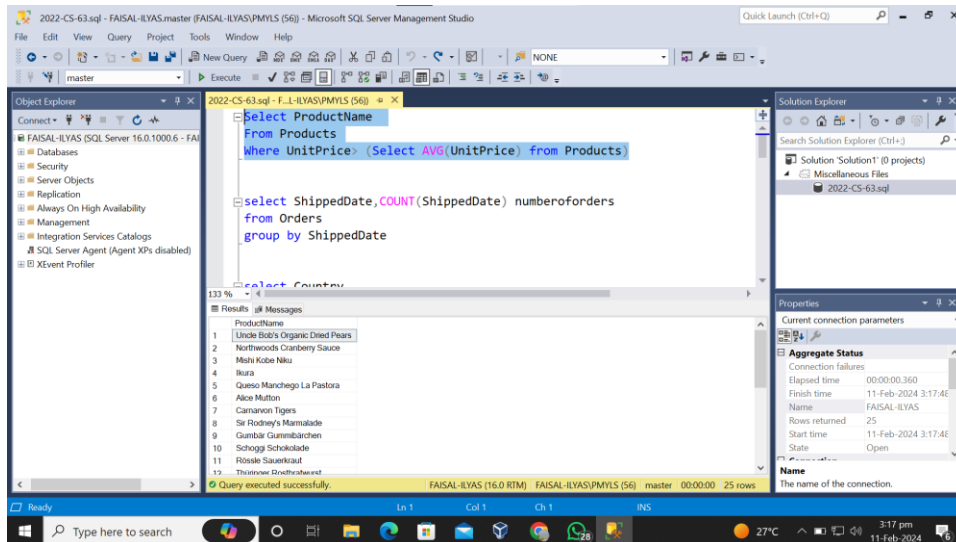 2022-CS-63.sql - FAISAL-ILYAS.master (FAISAL-ILYAS\PMYLS (56)) - Microsoft SQL Server Management Studio
Quick Launch (Ctrl+Q)
File Edit View Query Project Tools Window Help
New Query
NONE
master
Execute
Object Explorer
Connect
FAISAL-ILYAS (SQL Server 16.0.1000.6 - FAI
Databases
Security
Server Objects
Replication
Always On High Availability
Management
Integration Services Catalogs
SQL Server Agent (Agent XPs disabled)
XEvent Profiler
2022-CS-63.sql - F...L-ILYAS\PMYLS (56))
Select ProductName
From Products
Where UnitPrice> (Select AVG(UnitPrice) from Products)
select ShippedDate,COUNT(ShippedDate) numberoforders
from Orders
group by ShippedDate
select Country
133 %
Results Messages
ProductName
1 Uncle Bob's Organic Dried Pears
2 Northwoods Cranberry Sauce
3 Mishi Kobe Niku
4 Ikura
5 Queso Manchego La Pastora
6 Alice Mutton
7 Carnarvon Tigers
8 Sir Rodney's Marmalade
9 Gumbär Gummibärchen
10 Schoggi Schokolade
11 Rössle Sauerkraut
12 Thüringer Rostbratwurst
Query executed successfully. FAISAL-ILYAS (16.0 RTM) FAISAL-ILYAS\PMYLS (56) master 00:00:00 25 rows
Solution Explorer
Search Solution Explorer (Ctrl+;)
Solution 'Solution1' (0 projects)
Miscellaneous Files
2022-CS-63.sql
Properties
Current connection parameters
Aggregate Status
Connection failures
Elapsed time 00:00:00.360
Finish time 11-Feb-2024 3:17:48
Name FAISAL-ILYAS
Rows returned 25
Start time 11-Feb-2024 3:17:48
State Open
Connection
Name
The name of the connection.
Ready Ln 1 Col 1 Ch 1 INS
Type here to search
28
27°C
3:17 pm
11-Feb-2024
6